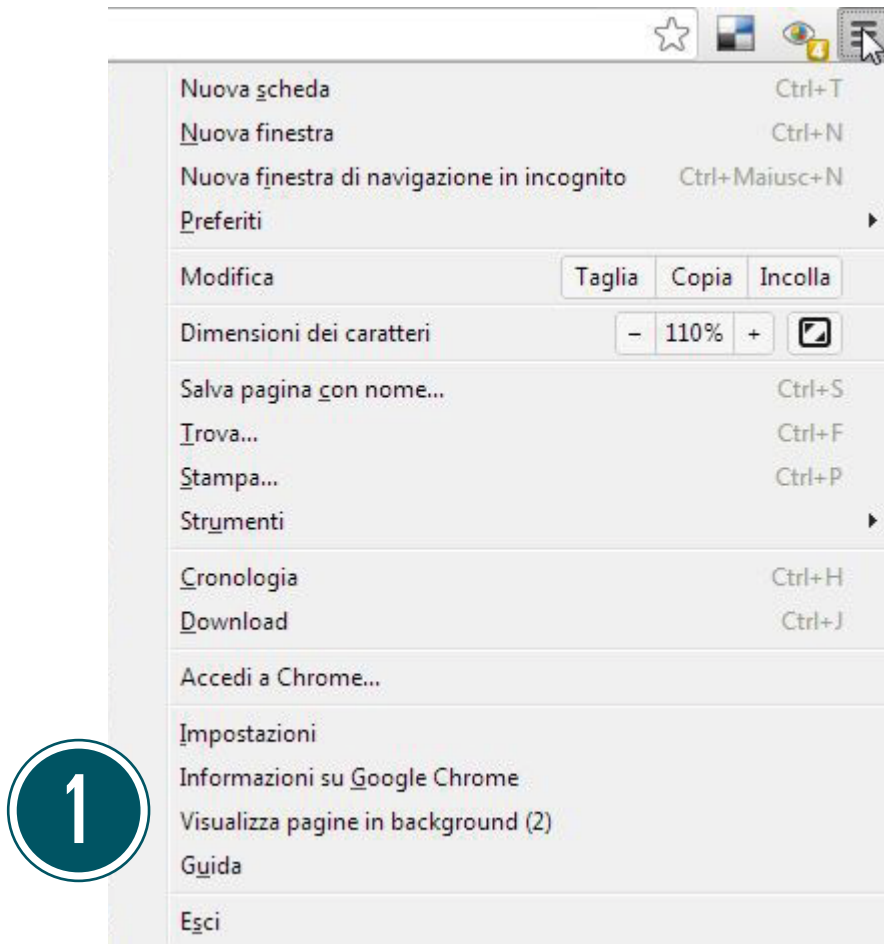 4
Nuova scheda Ctrl+T
Nuova finestra Ctrl+N
Nuova finestra di navigazione in incognito Ctrl+Maiusc+N
Preferiti
Modifica Taglia Copia Incolla
Dimensioni dei caratteri - 110% +
Salva pagina con nome... Ctrl+S
Trova... Ctrl+F
Stampa... Ctrl+P
Strumenti
Cronologia Ctrl+H
Download Ctrl+J
Accedi a Chrome...
Impostazioni
Informazioni su Google Chrome
1
Visualizza pagine in background (2)
Guida
Esci